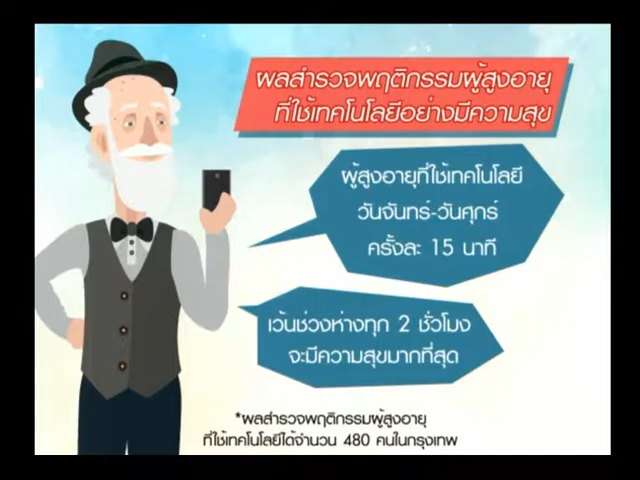 ผลสำรวจพฤติกรรมผู้สูงอายุ
ที่ใช้เทคโนโลยีอย่างมีความสุข
ผู้สูงอายุที่ใช้เทคโนโลยี
วันจันทร์-วันศุกร์
ครั้งละ 15 นาที
เว้นช่วงห่างทุก 2 ชั่วโมง
จะมีความสุขมากที่สุด
*ผลสำรวจพฤติกรรมผู้สูงอายุ
ที่ใช้เทคโนโลยีได้จำนวน 480 คนในกรุงเทพ